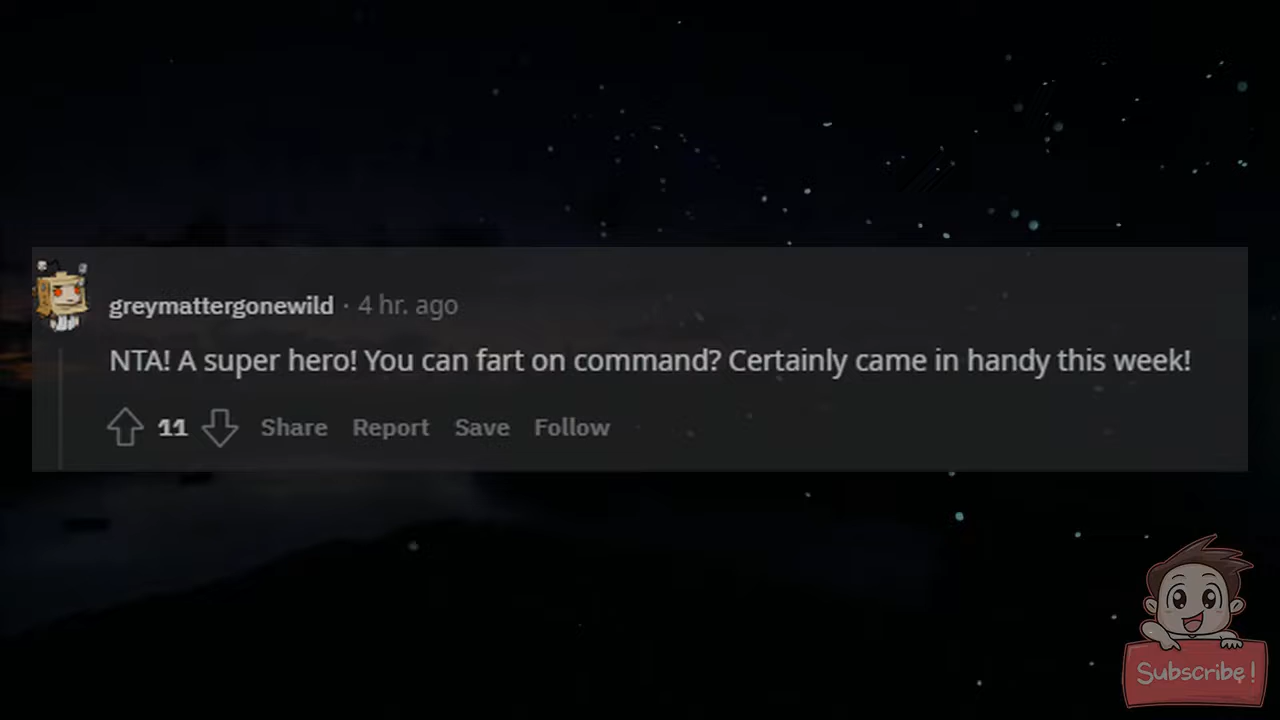 greymattergonewild · 4 hr. ago
NTA! A super hero! You can fart on command? Certainly came in handy this week!
11 Share Report Save Follow
Subscribe!